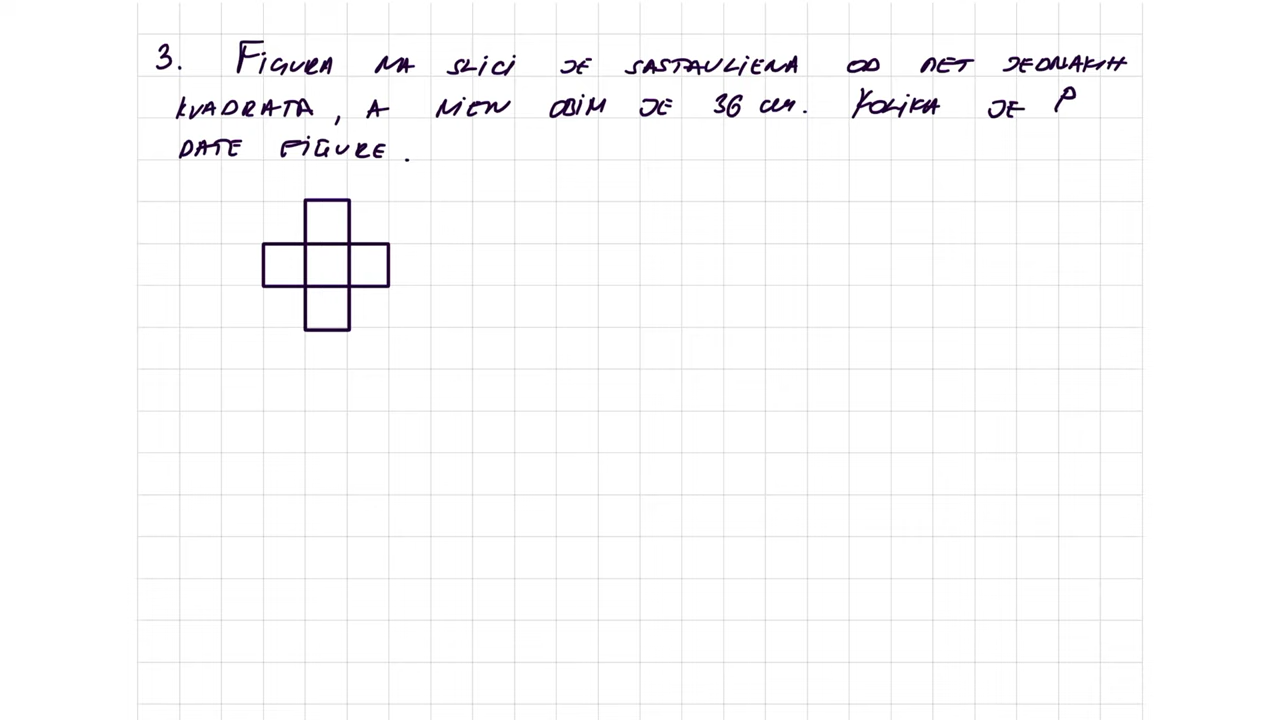 3. FIGURA NA SLICI JE SASTAVLJENA OD PET JEDNAKIH
KVADRATA, A NJEN OBIM JE 36 cm. KOLIKA JE P
DATE FIGURE.